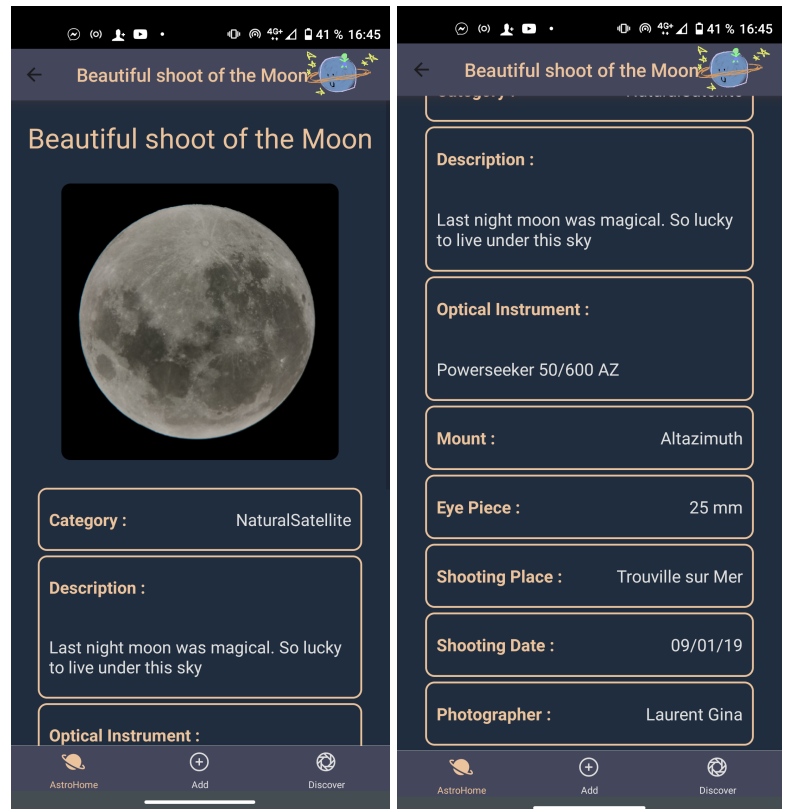 4G+ 41 % 16:45
Beautiful shoot of the Moon
Beautiful shoot of the Moon
Category : NaturalSatellite
Description :
Last night moon was magical. So lucky
to live under this sky
Optical Instrument :
AstroHome Add Discover
4G+ 41 % 16:45
Beautiful shoot of the Moon
Category : NaturalSatellite
Description :
Last night moon was magical. So lucky
to live under this sky
Optical Instrument :
Powerseeker 50/600 AZ
Mount : Altazimuth
Eye Piece : 25 mm
Shooting Place : Trouville sur Mer
Shooting Date : 09/01/19
Photographer : Laurent Gina
AstroHome Add Discover